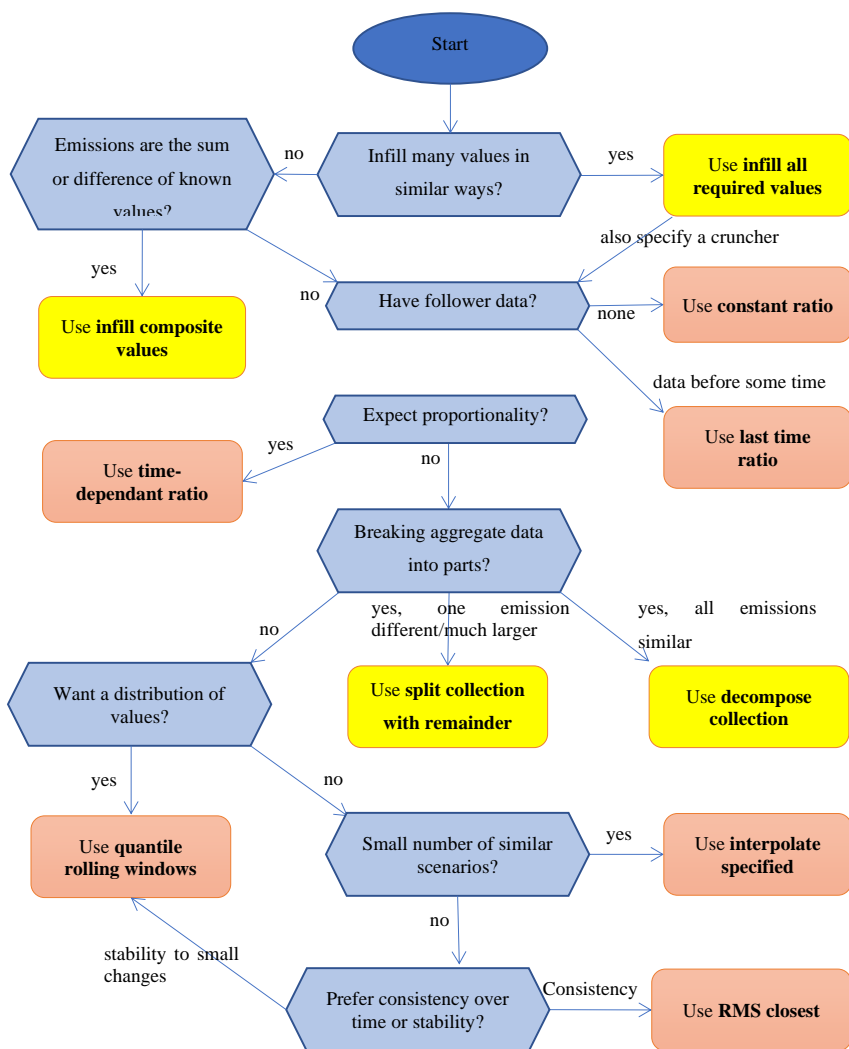 Start
Emissions are the sum
or difference of known
values?
no
Infill many values in
similar ways?
yes
Use infill all
required values
also specify a cruncher
yes
no
Have follower data?
none
Use constant ratio
Use infill composite
values
data before some time
Expect proportionality?
Use last time
ratio
yes
Use time-
dependant ratio
no
Breaking aggregate data
into parts?
no
yes, one emission
different/much larger
yes, all emissions
similar
Want a distribution of
values?
Use split collection
with remainder
Use decompose
collection
yes
no
Use quantile
rolling windows
Small number of similar
scenarios?
yes
Use interpolate
specified
no
stability to small
changes
Prefer consistency over
time or stability?
Consistency
Use RMS closest